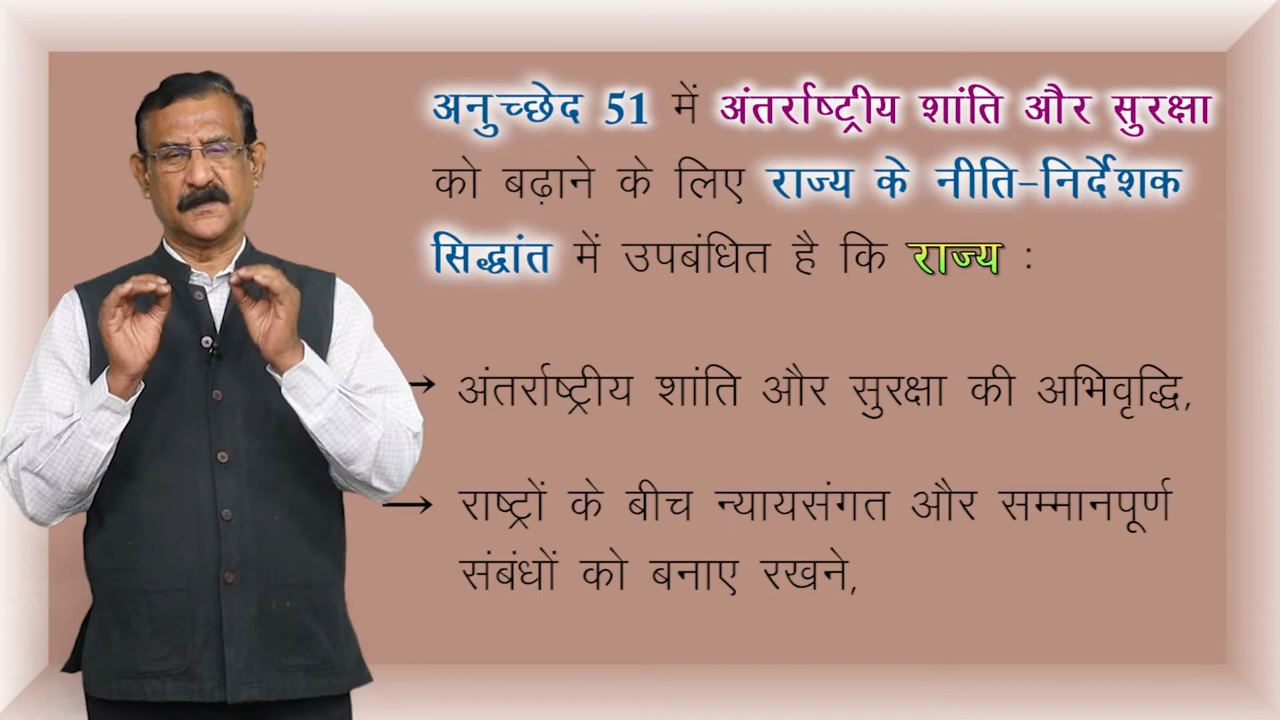 अनुच्छेद 51 में अंतर्राष्ट्रीय शांति और सुरक्षा
को बढ़ाने के लिए राज्य के नीति-निर्देशक
सिद्धांत में उपबंधित है कि राज्य :
→ अंतर्राष्ट्रीय शांति और सुरक्षा की अभिवृद्धि,
→ राष्ट्रों के बीच न्यायसंगत और सम्मानपूर्ण
संबंधों को बनाए रखने,